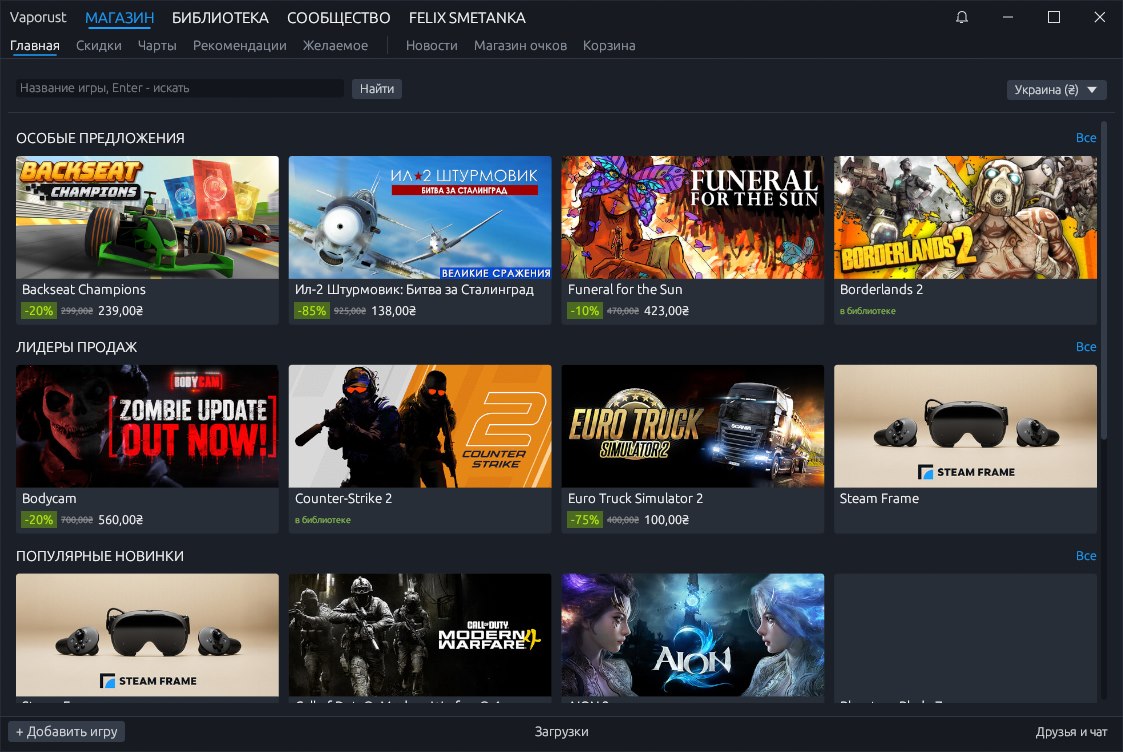 Vaporust МАГАЗИН БИБЛИОТЕКА СООБЩЕСТВО FELIX SMETANKA
Главная Скидки Чарты Рекомендации Желаемое Новости Магазин очков Корзина
Название игры, Enter - искать Найти Украина (₴)
ОСОБЫЕ ПРЕДЛОЖЕНИЯ Все
BACKSEAT CHAMPIONS
ИЛ★2 ШТУРМОВИК
БИТВА ЗА СТАЛИНГРАД
ВЕЛИКИЕ СРАЖЕНИЯ
FUNERAL
FOR THE SUN
BORDERLANDS 2
Backseat Champions Ил-2 Штурмовик: Битва за Сталинград Funeral for the Sun Borderlands 2
-20% 299,00₴ 239,00₴ -85% 925,00₴ 138,00₴ -10% 470,00₴ 423,00₴ в библиотеке
ЛИДЕРЫ ПРОДАЖ Все
BODYCAM
ZOMBIE UPDATE
OUT NOW!
2
COUNTER
STRIKE
EURO TRUCK
SIMULATOR 2
SCANIA
STEAM FRAME
Bodycam Counter-Strike 2 Euro Truck Simulator 2 Steam Frame
-20% 700,00₴ 560,00₴ в библиотеке -75% 400,00₴ 100,00₴
ПОПУЛЯРНЫЕ НОВИНКИ Все
STEAM FRAME
CALL OF DUTY
MODERN
WARFARE 4
AION 2
+ Добавить игру Загрузки Друзья и чат